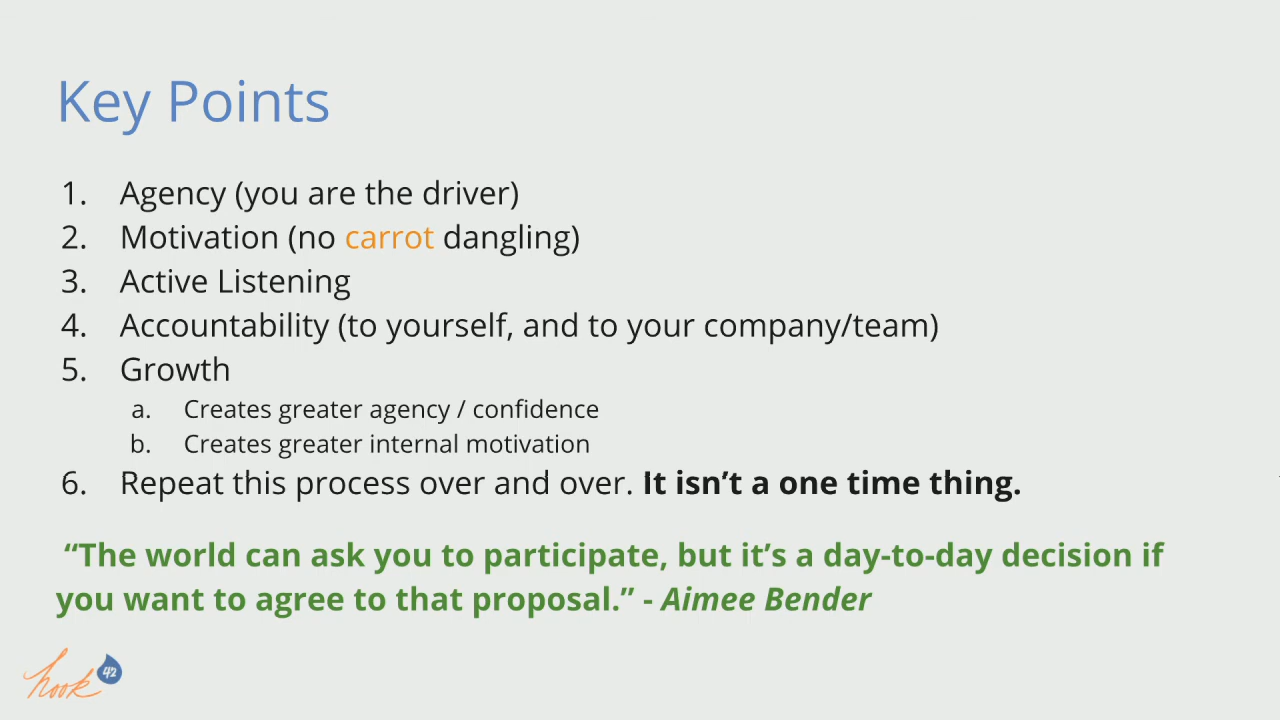 Key Points
1. Agency (you are the driver)
2. Motivation (no carrot dangling)
3. Active Listening
4. Accountability (to yourself, and to your company/team)
5. Growth
a. Creates greater agency / confidence
b. Creates greater internal motivation
6. Repeat this process over and over. It isn’t a one time thing.
“The world can ask you to participate, but it’s a day-to-day decision if
you want to agree to that proposal.” - Aimee Bender
hook 42